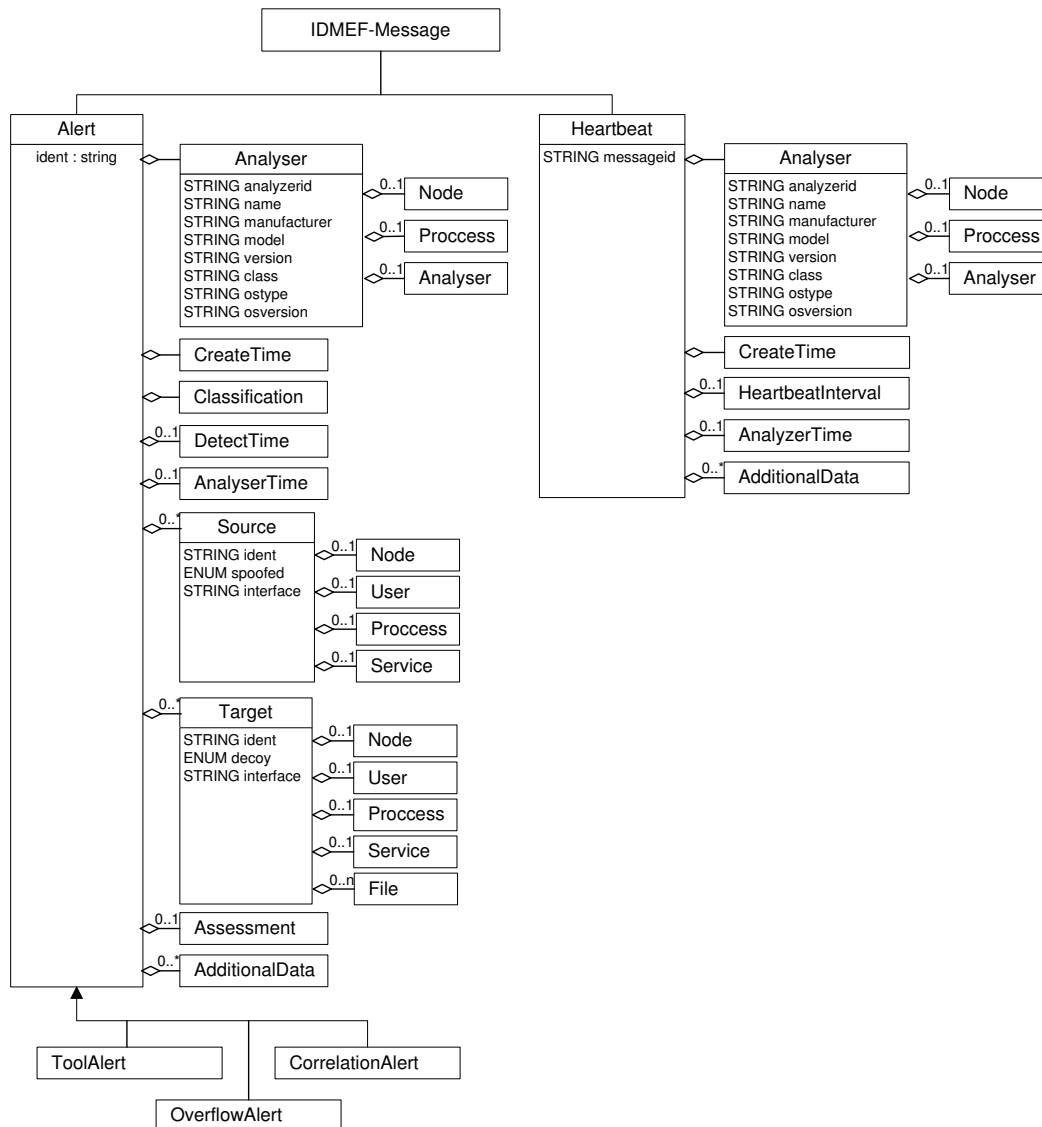 IDMEF-Message
Alert
ident : string
Analyser
STRING analyzerid
STRING name
STRING manufacturer
STRING model
STRING version
STRING class
STRING ostype
STRING osversion
0..1
Node
0..1
Proccess
0..1
Analyser
CreateTime
Classification
0..1
DetectTime
0..1
AnalyserTime
0..*
Source
STRING ident
ENUM spoofed
STRING interface
0..1
Node
0..1
User
0..1
Proccess
0..1
Service
0..*
Target
STRING ident
ENUM decoy
STRING interface
0..1
Node
0..1
User
0..1
Proccess
0..1
Service
0..n
File
0..1
Assessment
0..*
AdditionalData
ToolAlert
CorrelationAlert
OverflowAlert
Heartbeat
STRING messageid
Analyser
STRING analyzerid
STRING name
STRING manufacturer
STRING model
STRING version
STRING class
STRING ostype
STRING osversion
0..1
Node
0..1
Proccess
0..1
Analyser
CreateTime
0..1
HeartbeatInterval
0..1
AnalyzerTime
0..*
AdditionalData